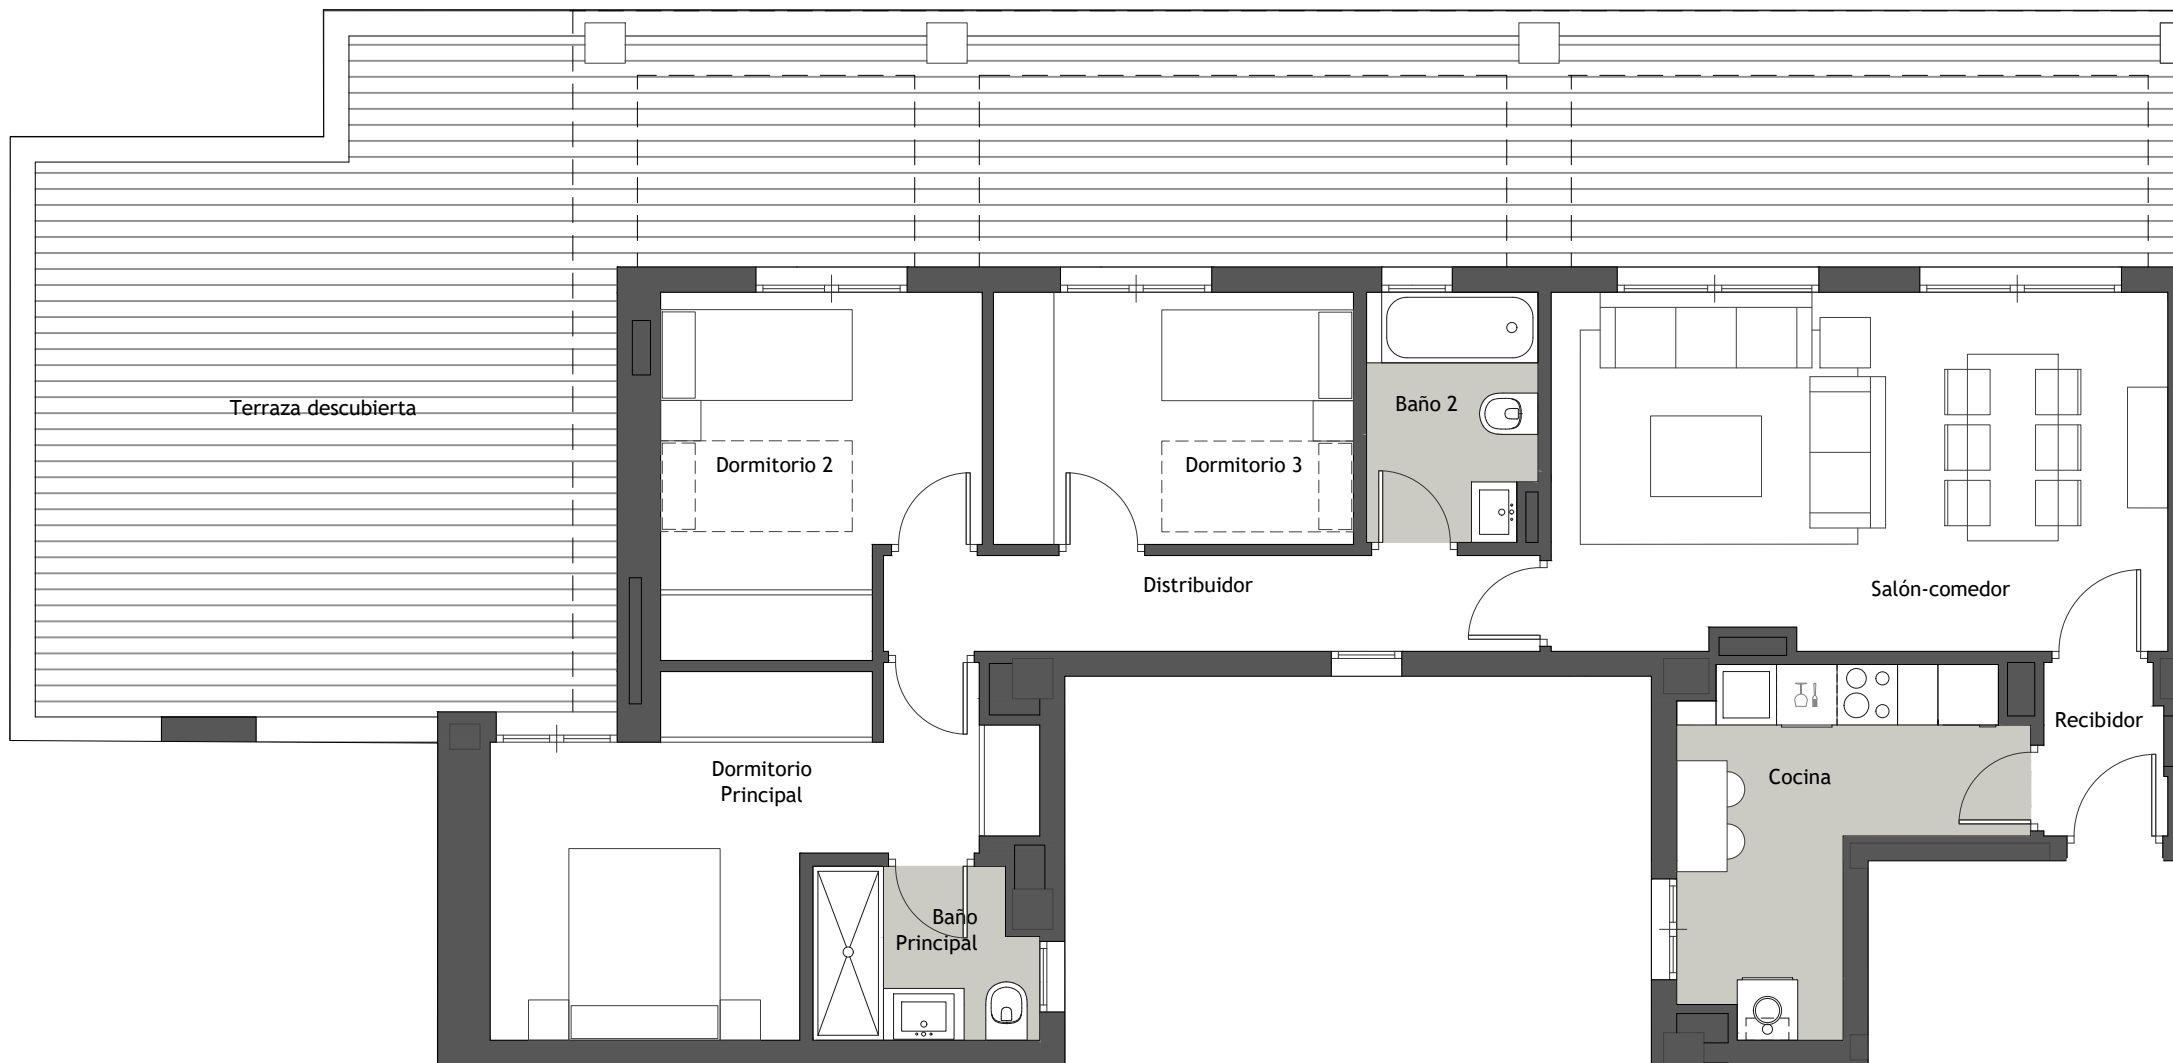 Terraza descubierta
Baño 2
Dormitorio 2
Dormitorio 3
Distribuidor
Salón-comedor
Recibidor
Dormitorio
Principal
Cocina
Baño
Principal